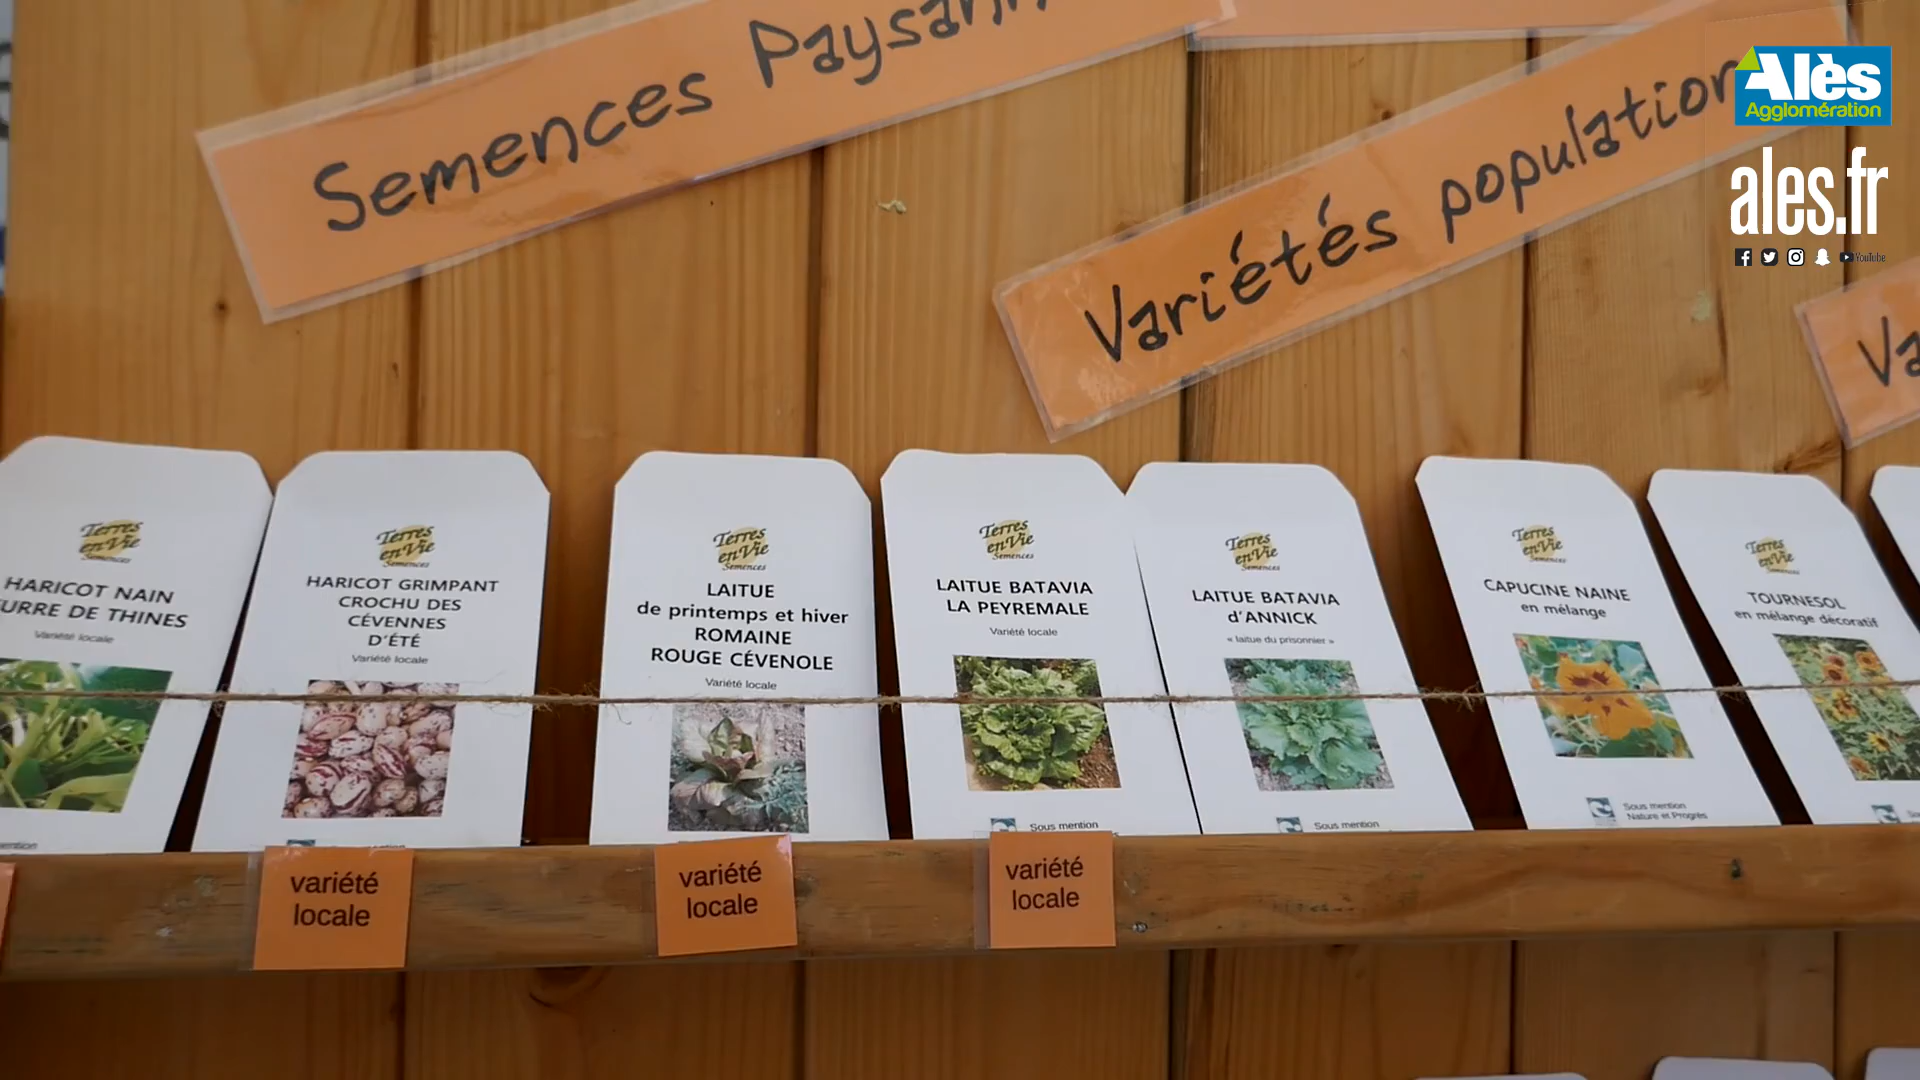 Semences
Variétés
Alès
Agglomération
ales.fr
YouTube
Terres
en Vie
Semences
HARICOT NAIN
DE THINES
Variété locale
Terres
en Vie
Semences
HARICOT GRIMPANT
CROCHU DES
CÉVENNES
D'ÉTÉ
Variété locale
Terres
en Vie
Semences
LAITUE
de printemps et hiver
ROMAINE
ROUGE CÉVENOLE
Variété locale
Terres
en Vie
Semences
LAITUE BATAVIA
LA PEYREMALE
Variété locale
Sous mention
Terres
en Vie
Semences
LAITUE BATAVIA
d'ANNICK
« laitue du prisonnier »
Sous mention
Terres
en Vie
Semences
CAPUCINE NAINE
en mélange
Sous mention
Nature et Progrès
Terres
en Vie
Semences
TOURNESOL
en mélange décoratif
variété
locale
variété
locale
variété
locale